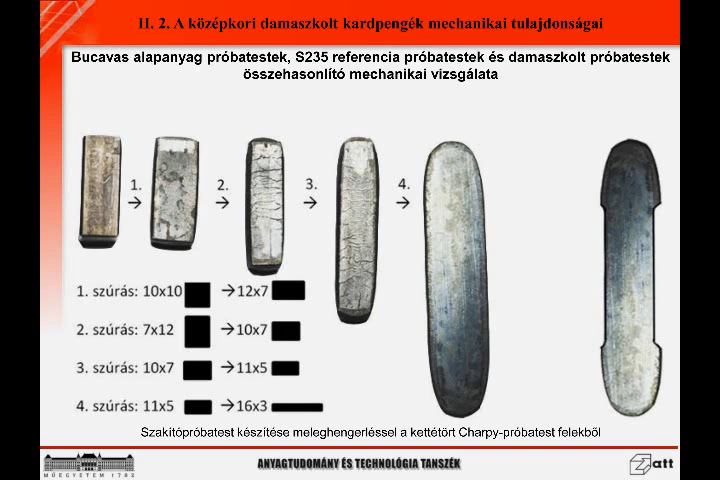 II. 2. A középkori damaszkolt kardpengék mechanikai tulajdonságai
Bucavas alapanyag próbatestek, S235 referencia próbatestek és damaszkolt próbatestek
összehasonlító mechanikai vizsgálata
1. → 2. → 3. → 4. →
1. szúrás: 10x10 →12x7
2. szúrás: 7x12 →10x7
3. szúrás: 10x7 →11x5
4. szúrás: 11x5 →16x3
Szakítópróbatest készítése meleghengerléssel a kettétört Charpy-próbatest felekből
MŰEGYETEM 1782
ANYAGTUDOMÁNY ÉS TECHNOLÓGIA TANSZÉK
att